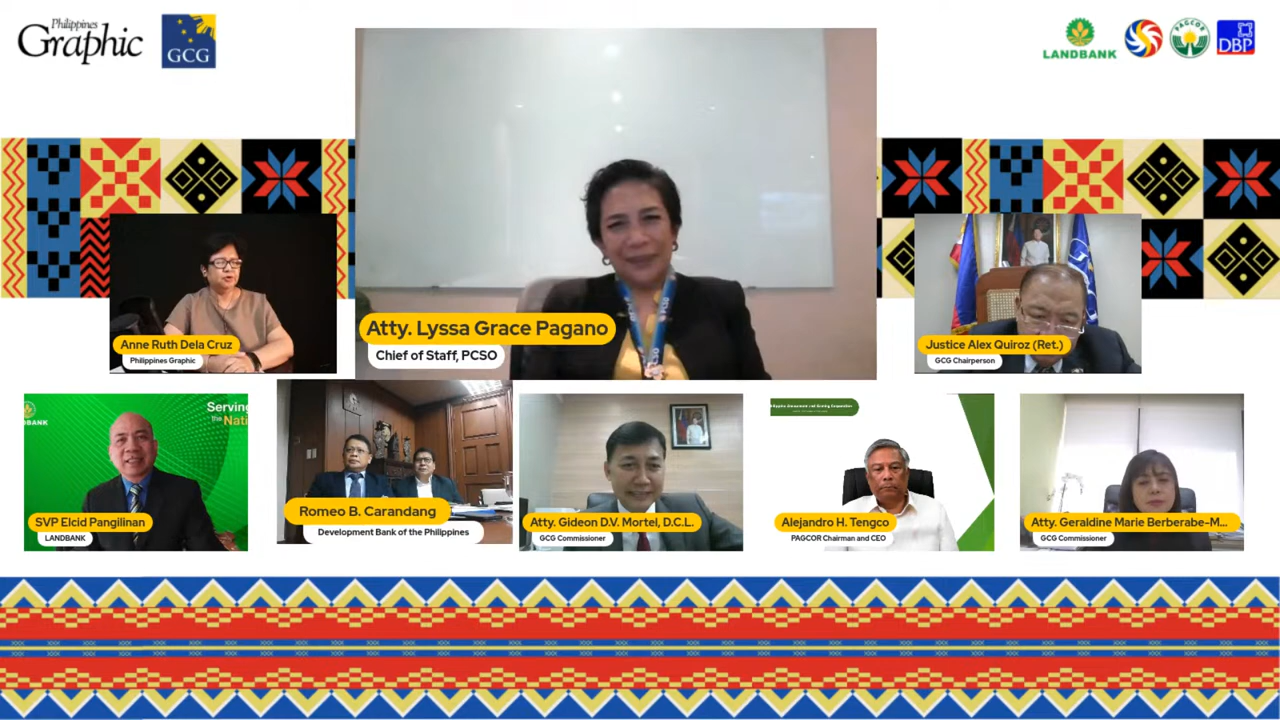 Philippines
Graphic
GCG
LANDBANK
PAGCOR
DBP
Atty. Lyssa Grace Pagano
Chief of Staff, PCSO
PCSO
Anne Ruth Dela Cruz
Philippines Graphic
Justice Alex Quiroz (Ret.)
GCG Chairperson
Serving
the Nati
DBANK
SVP Elcid Pangilinan
LANDBANK
Romeo B. Carandang
Development Bank of the Philippines
Atty. Gideon D.V. Mortel, D.C.L.
GCG Commissioner
Alejandro H. Tengco
PAGCOR Chairman and CEO
Atty. Geraldine Marie Berberabe-M...
GCG Commissioner